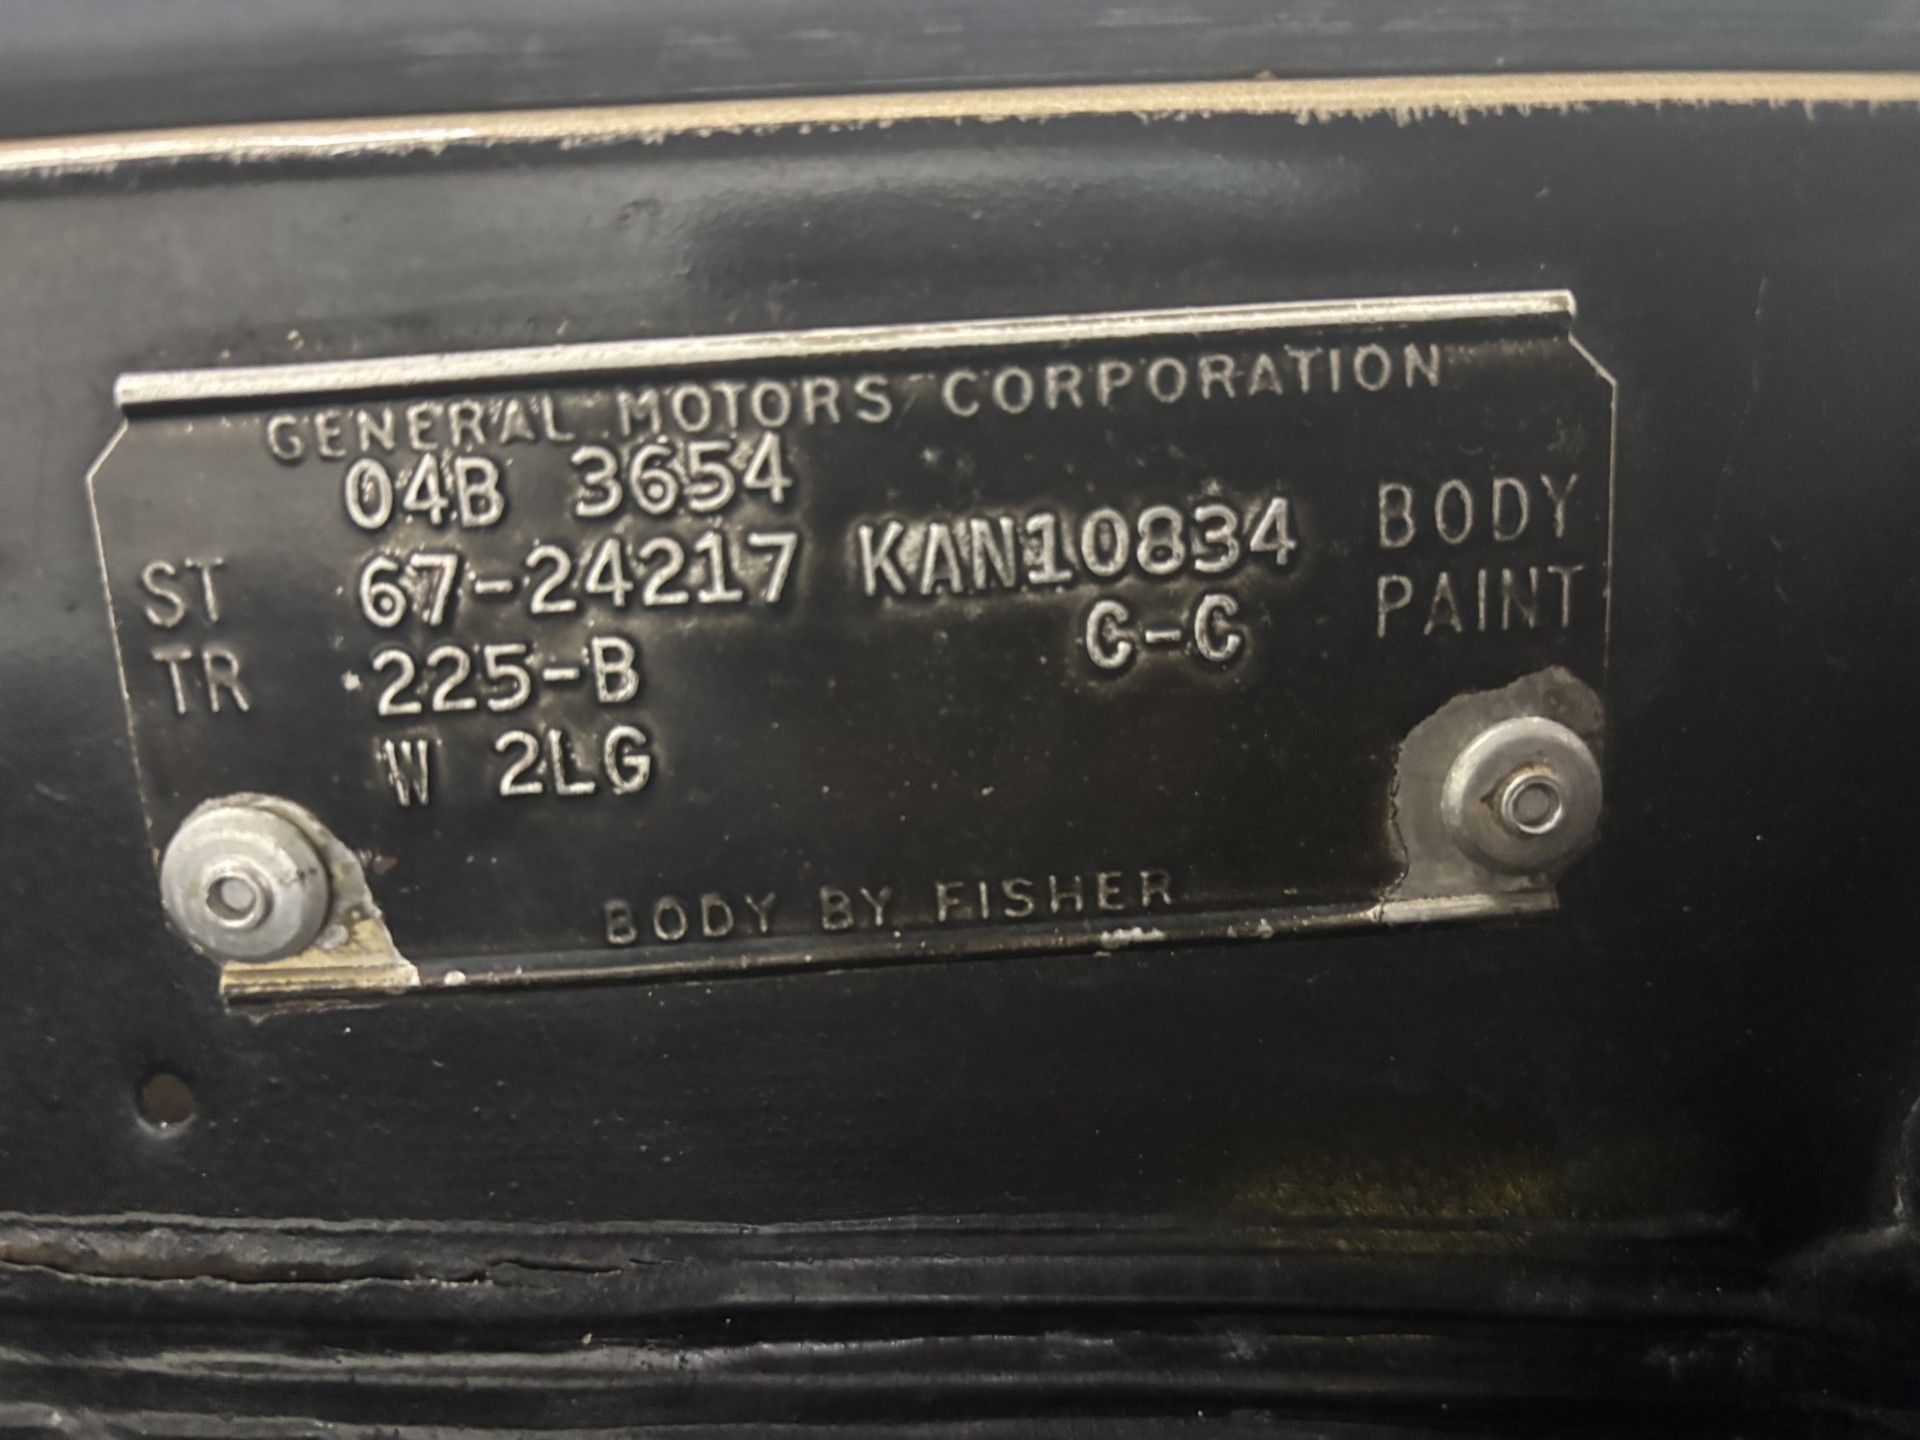 GENERAL MOTORS CORPORATION
04B 3654
ST 67-24217 KAN10834 BODY
TR 225-B C-C PAINT
W 2LG
BODY BY FISHER